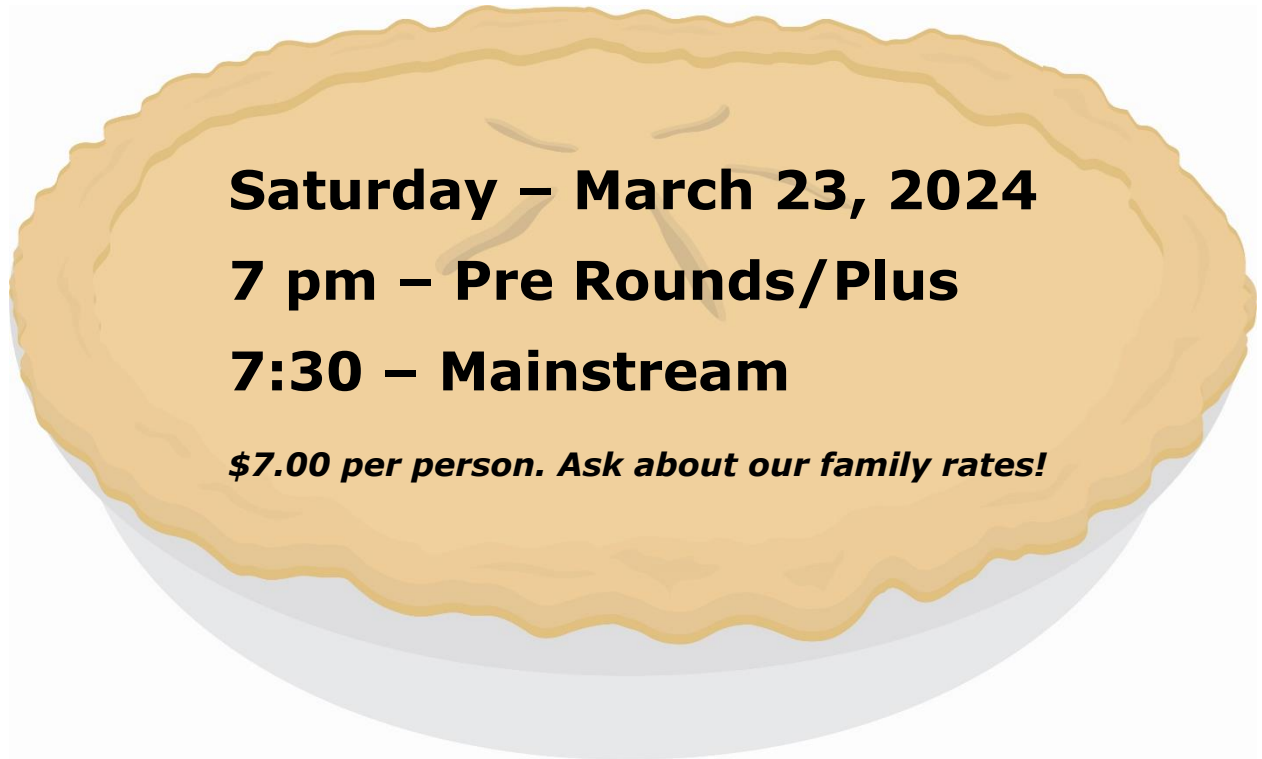 Saturday – March 23, 2024
7 pm – Pre Rounds/Plus
7:30 – Mainstream
$7.00 per person. Ask about our family rates!